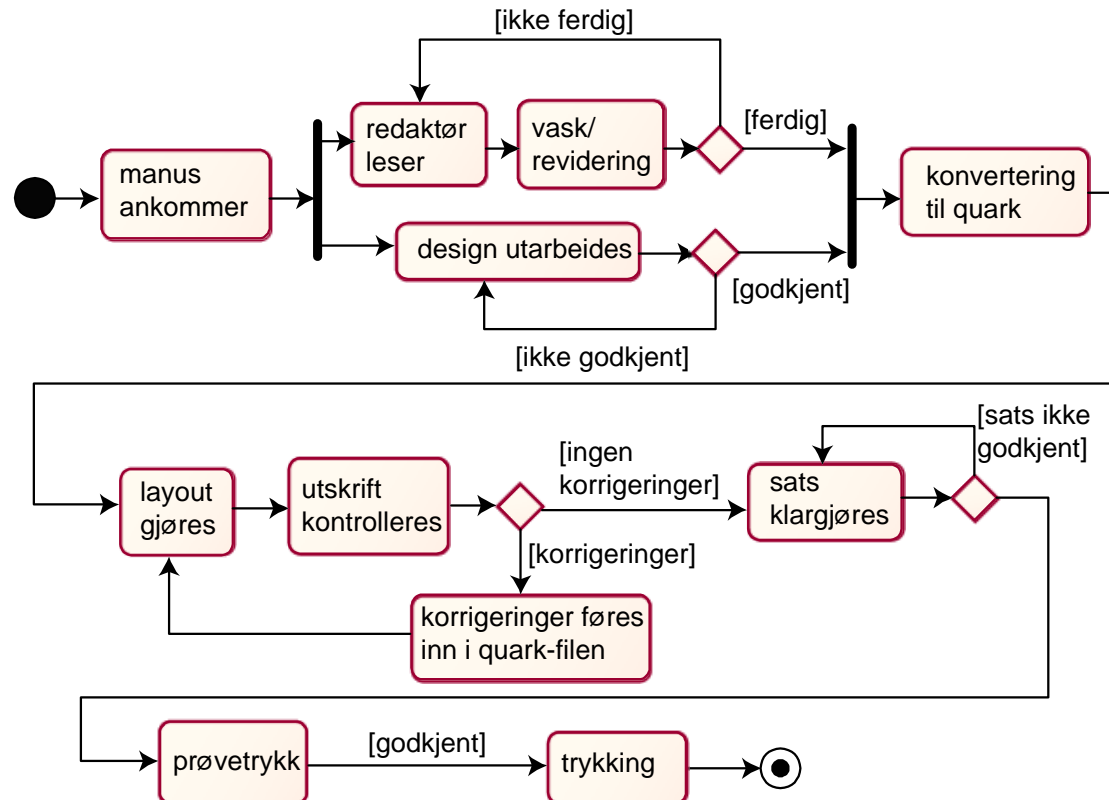 [ikke ferdig]
redaktør
leser
vask/
revidering
[ferdig]
manus
ankommer
konvertering
til quark
design utarbeides
[godkjent]
[ikke godkjent]
layout
gjøres
utskrift
kontrolleres
[ingen
korrigeringer]
[korrigeringer]
korrigeringer føres
inn i quark-filen
sats
klargjøres
[sats ikke
godkjent]
prøvetrykk
[godkjent]
trykking